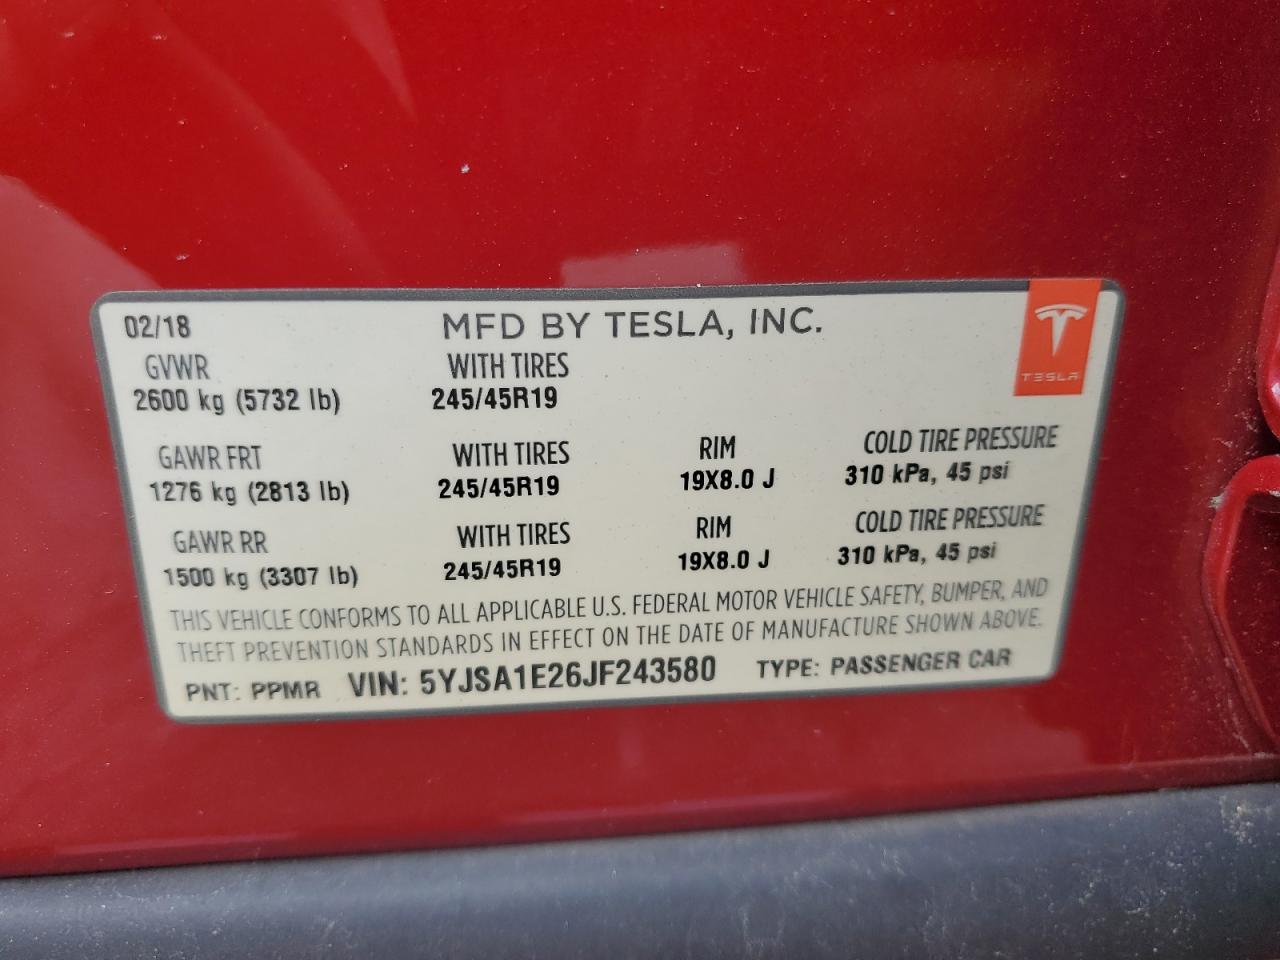 02/18 MFD BY TESLA, INC.
GVWR WITH TIRES
2600 kg (5732 lb) 245/45R19
TESLA
GAWR FRT WITH TIRES RIM COLD TIRE PRESSURE
1276 kg (2813 lb) 245/45R19 19X8.0 J 310 kPa, 45 psi
GAWR RR WITH TIRES RIM COLD TIRE PRESSURE
1500 kg (3307 lb) 245/45R19 19X8.0 J 310 kPa, 45 psi
THIS VEHICLE CONFORMS TO ALL APPLICABLE U.S. FEDERAL MOTOR VEHICLE SAFETY, BUMPER, AND
THEFT PREVENTION STANDARDS IN EFFECT ON THE DATE OF MANUFACTURE SHOWN ABOVE.
PNT: PPMR VIN: 5YJSA1E26JF243580 TYPE: PASSENGER CAR